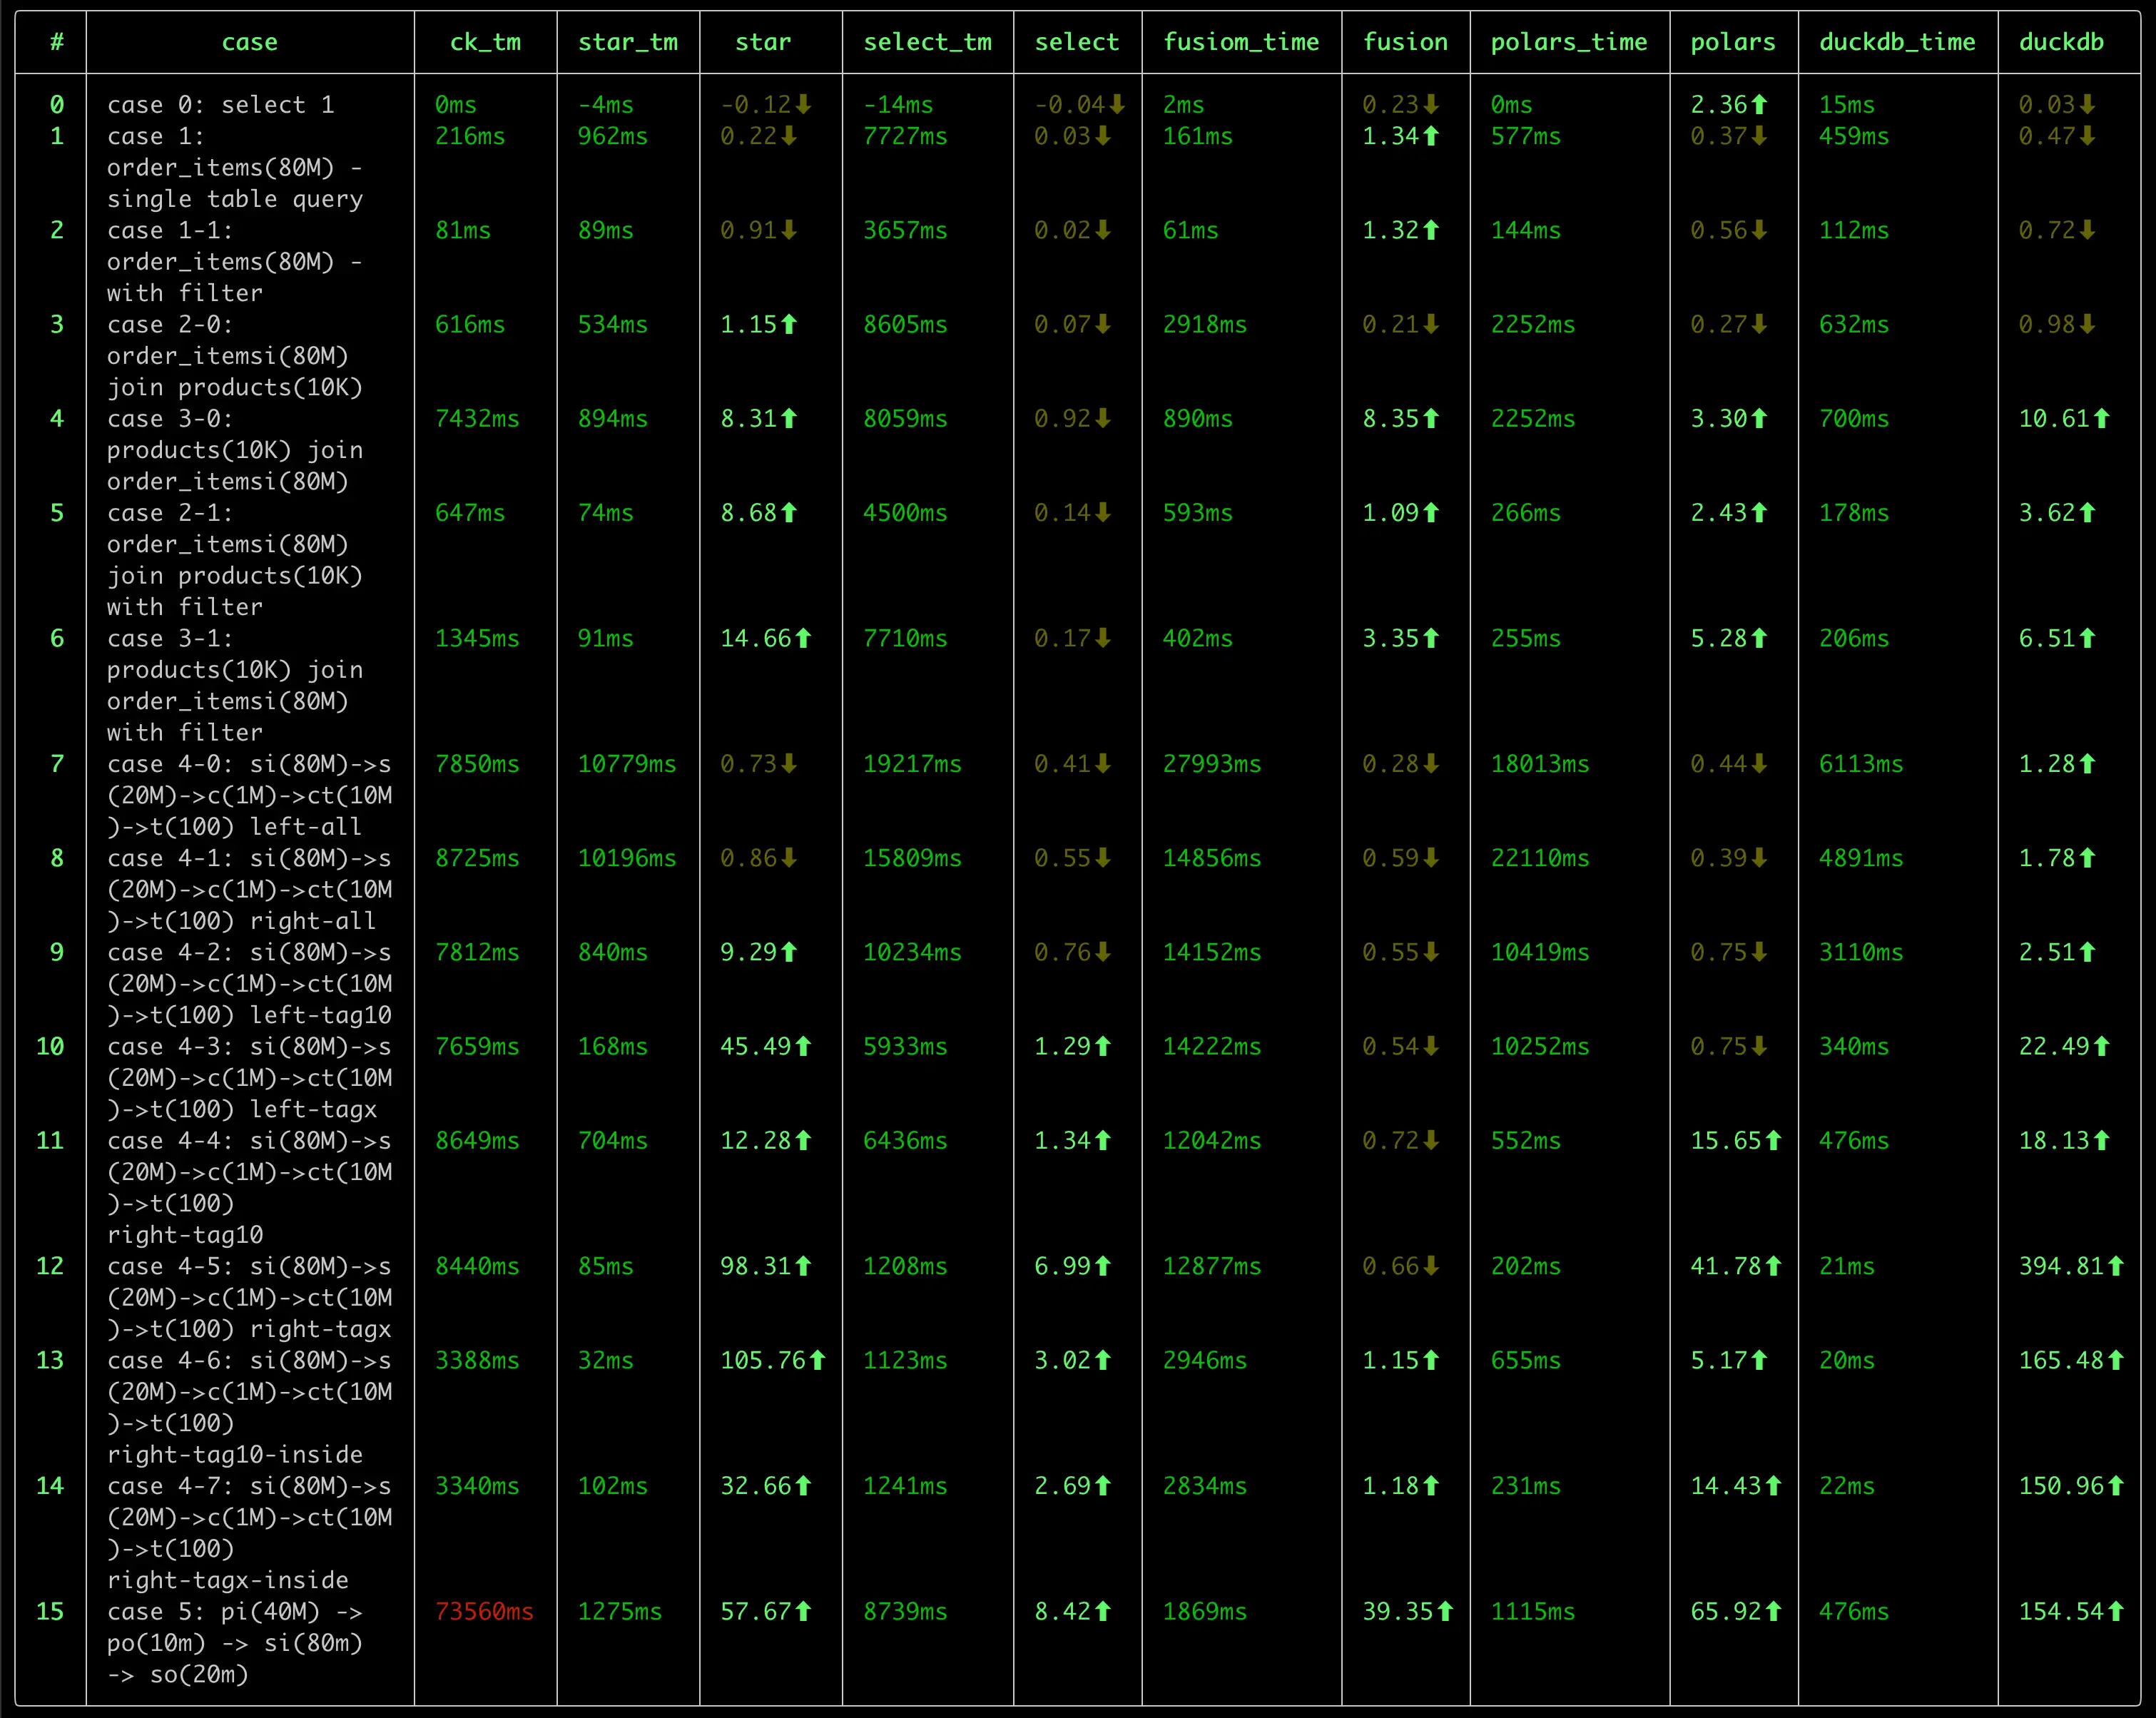 # case ck_tm star_tm star select_tm select fusiom_time fusion polars_time polars duckdb_time duckdb
0 case 0: select 1 0ms -4ms -0.12⬇ -14ms -0.04⬇ 2ms 0.23⬇ 0ms 2.36⬆ 15ms 0.03⬇
1 case 1: 216ms 962ms 0.22⬇ 7727ms 0.03⬇ 161ms 1.34⬆ 577ms 0.37⬇ 459ms 0.47⬇
order_items(80M) -
single table query
2 case 1-1: 81ms 89ms 0.91⬇ 3657ms 0.02⬇ 61ms 1.32⬆ 144ms 0.56⬇ 112ms 0.72⬇
order_items(80M) -
with filter
3 case 2-0: 616ms 534ms 1.15⬆ 8605ms 0.07⬇ 2918ms 0.21⬇ 2252ms 0.27⬇ 632ms 0.98⬇
order_itemsi(80M)
join products(10K)
4 case 3-0: 7432ms 894ms 8.31⬆ 8059ms 0.92⬇ 890ms 8.35⬆ 2252ms 3.30⬆ 700ms 10.61⬆
products(10K) join
order_itemsi(80M)
5 case 2-1: 647ms 74ms 8.68⬆ 4500ms 0.14⬇ 593ms 1.09⬆ 266ms 2.43⬆ 178ms 3.62⬆
order_itemsi(80M)
join products(10K)
with filter
6 case 3-1: 1345ms 91ms 14.66⬆ 7710ms 0.17⬇ 402ms 3.35⬆ 255ms 5.28⬆ 206ms 6.51⬆
products(10K) join
order_itemsi(80M)
with filter
7 case 4-0: si(80M)->s 7850ms 10779ms 0.73⬇ 19217ms 0.41⬇ 27993ms 0.28⬇ 18013ms 0.44⬇ 6113ms 1.28⬆
(20M)->c(1M)->ct(10M
)->t(100) left-all
8 case 4-1: si(80M)->s 8725ms 10196ms 0.86⬇ 15809ms 0.55⬇ 14856ms 0.59⬇ 22110ms 0.39⬇ 4891ms 1.78⬆
(20M)->c(1M)->ct(10M
)->t(100) right-all
9 case 4-2: si(80M)->s 7812ms 840ms 9.29⬆ 10234ms 0.76⬇ 14152ms 0.55⬇ 10419ms 0.75⬇ 3110ms 2.51⬆
(20M)->c(1M)->ct(10M
)->t(100) left-tag10
10 case 4-3: si(80M)->s 7659ms 168ms 45.49⬆ 5933ms 1.29⬆ 14222ms 0.54⬇ 10252ms 0.75⬇ 340ms 22.49⬆
(20M)->c(1M)->ct(10M
)->t(100) left-tagx
11 case 4-4: si(80M)->s 8649ms 704ms 12.28⬆ 6436ms 1.34⬆ 12042ms 0.72⬇ 552ms 15.65⬆ 476ms 18.13⬆
(20M)->c(1M)->ct(10M
)->t(100)
right-tag10
12 case 4-5: si(80M)->s 8440ms 85ms 98.31⬆ 1208ms 6.99⬆ 12877ms 0.66⬇ 202ms 41.78⬆ 21ms 394.81⬆
(20M)->c(1M)->ct(10M
)->t(100) right-tagx
13 case 4-6: si(80M)->s 3388ms 32ms 105.76⬆ 1123ms 3.02⬆ 2946ms 1.15⬆ 655ms 5.17⬆ 20ms 165.48⬆
(20M)->c(1M)->ct(10M
)->t(100)
right-tag10-inside
14 case 4-7: si(80M)->s 3340ms 102ms 32.66⬆ 1241ms 2.69⬆ 2834ms 1.18⬆ 231ms 14.43⬆ 22ms 150.96⬆
(20M)->c(1M)->ct(10M
)->t(100)
right-tagx-inside
15 case 5: pi(40M) -> 73560ms 1275ms 57.67⬆ 8739ms 8.42⬆ 1869ms 39.35⬆ 1115ms 65.92⬆ 476ms 154.54⬆
po(10m) -> si(80m)
-> so(20m)